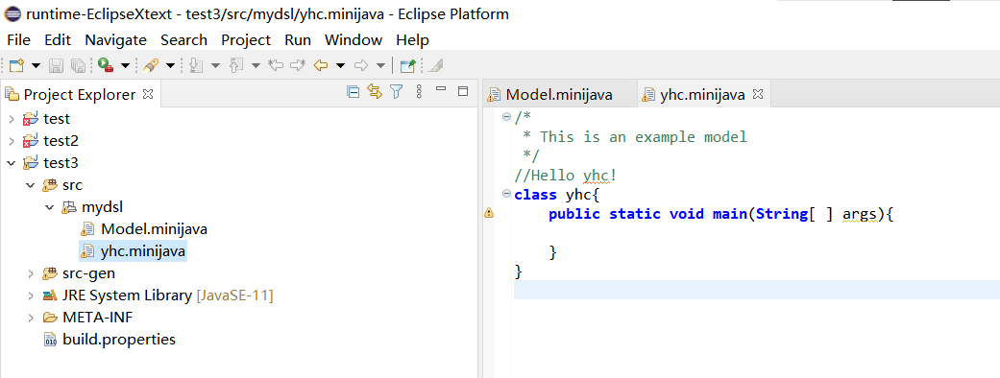 runtime-EclipseXtext - test3/src/mydsl/yhc.minijava - Eclipse Platform
File Edit Navigate Search Project Run Window Help
Project Explorer
test
test2
test3
src
mydsl
Model.minijava
yhc.minijava
src-gen
JRE System Library [JavaSE-11]
META-INF
010
build.properties
Model.minijava
yhc.minijava
/*
* This is an example model
*/
//Hello yhc!
class yhc{
public static void main(String[ ] args){
}
}